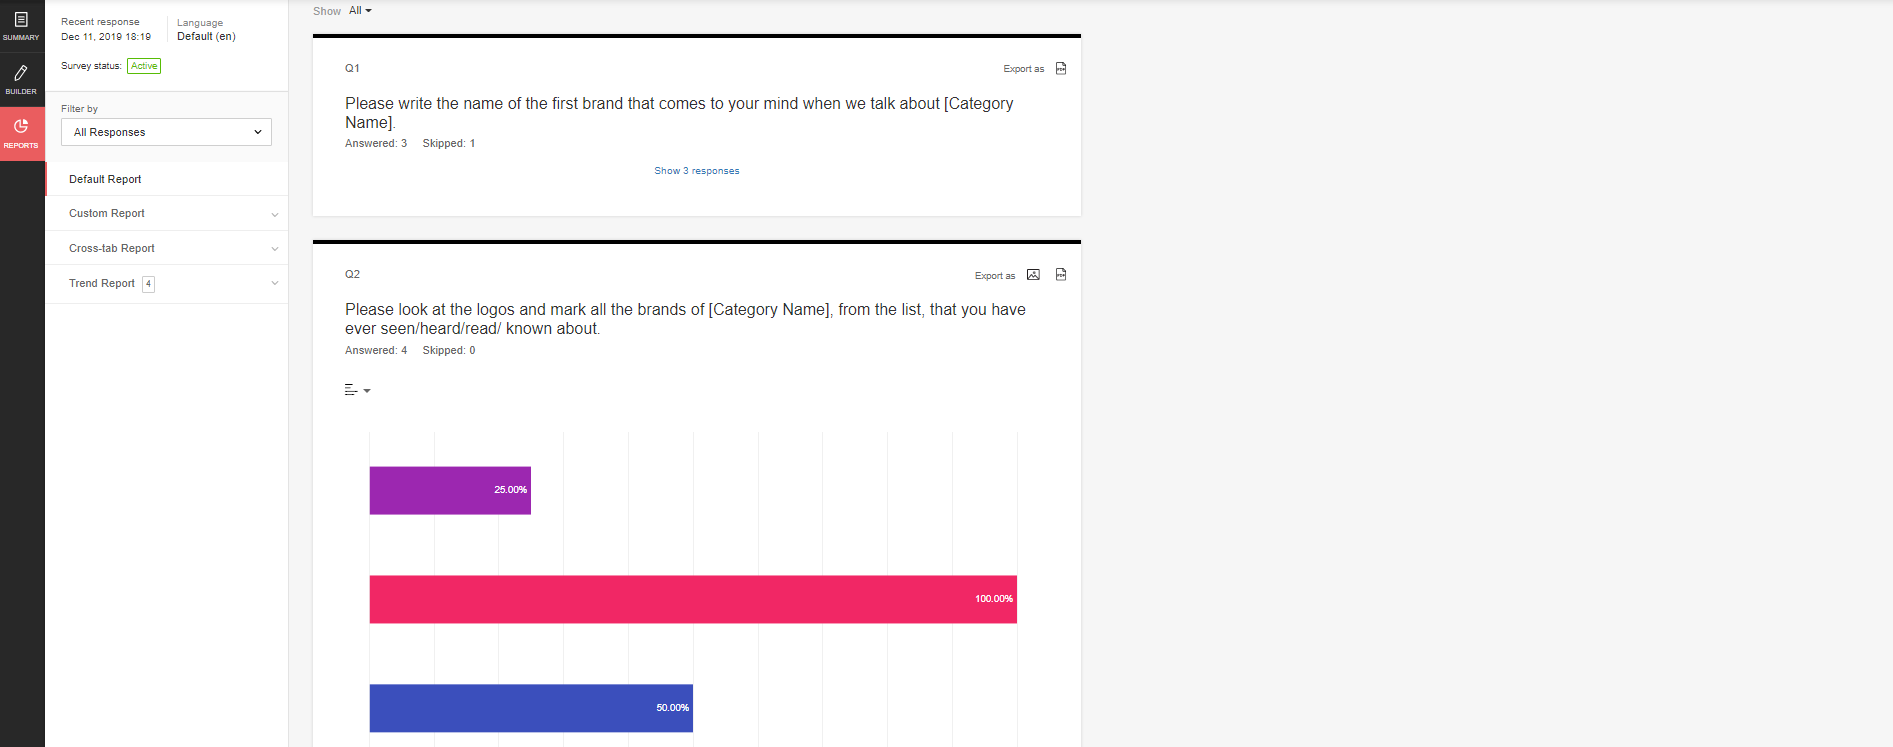 SUMMARY
BUILDER
REPORTS
Recent response
Dec 11, 2019 18:19
Language
Default (en)
Survey status: Active
Filter by
All Responses
Default Report
Custom Report
Cross-tab Report
Trend Report 4
Show All
Q1
Export as
Please write the name of the first brand that comes to your mind when we talk about [Category
Name].
Answered: 3 Skipped: 1
Show 3 responses
Q2
Export as
Please look at the logos and mark all the brands of [Category Name], from the list, that you have
ever seen/heard/read/ known about.
Answered: 4 Skipped: 0
25.00%
100.00%
50.00%